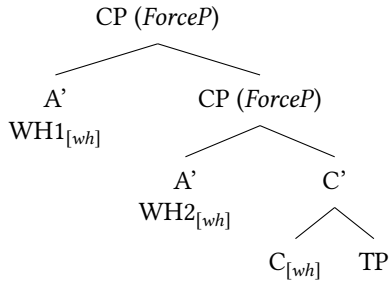 CP (ForceP)
A’ CP (ForceP)
WH1[wh]
A’ C’
WH2[wh]
C[wh] TP